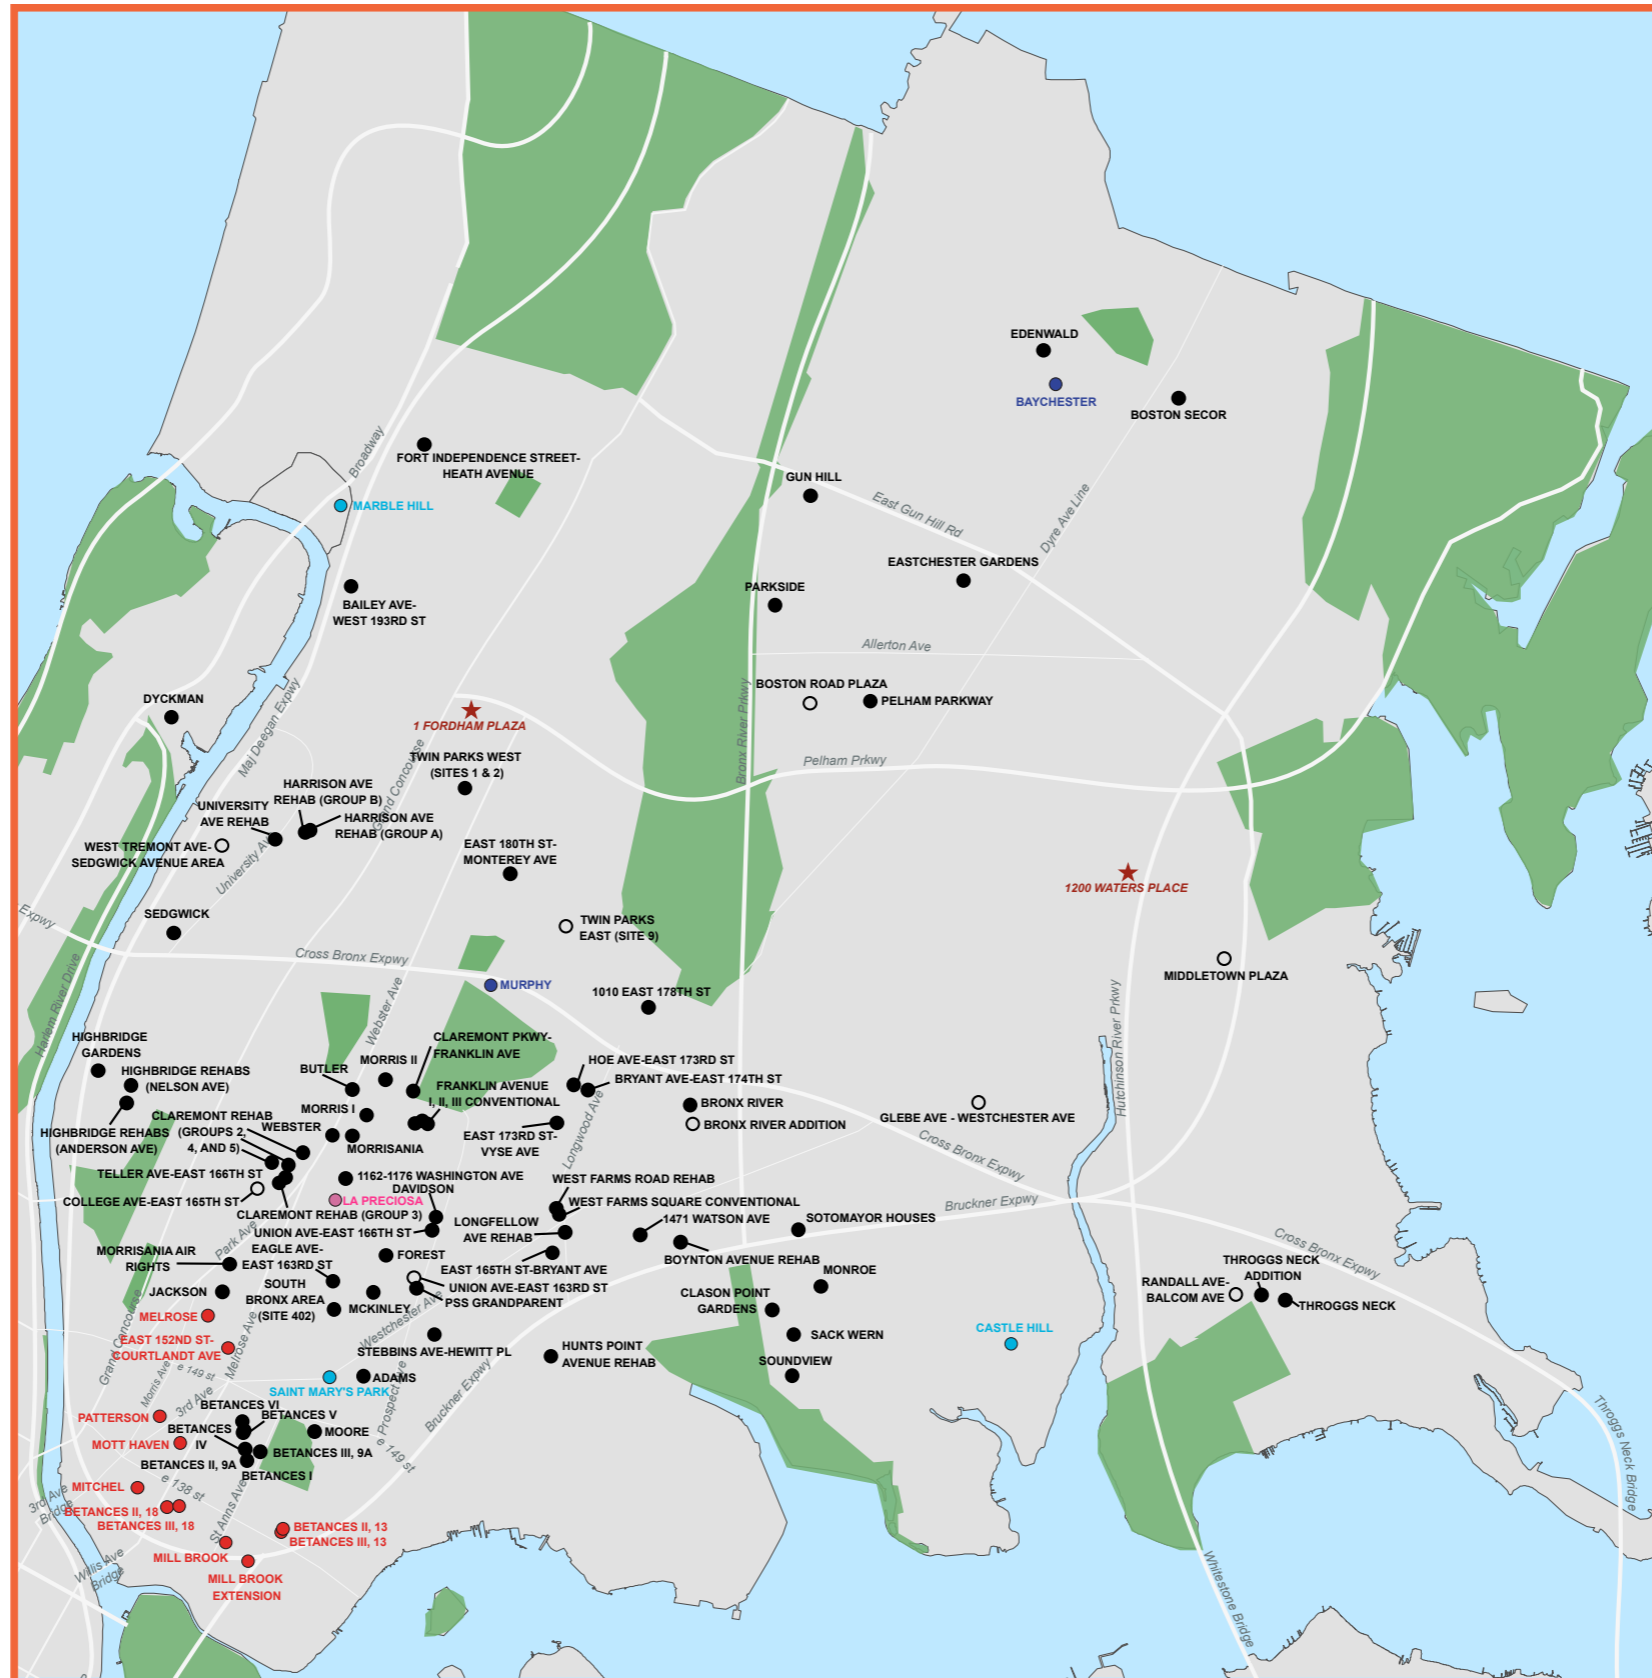 EDENWALD
BAYCHESTER
BOSTON SECOR
Broadway
FORT INDEPENDENCE STREET-
HEATH AVENUE
MARBLE HILL
GUN HILL
East Gun Hill Rd
Dyre Ave Line
EASTCHESTER GARDENS
BAILEY AVE-
WEST 193RD ST
PARKSIDE
Allerton Ave
DYCKMAN
Maj Deegan Expwy
1 FORDHAM PLAZA
BOSTON ROAD PLAZA
PELHAM PARKWAY
Bronx River Prkwy
Pelham Prkwy
Grand Concourse
TWIN PARKS WEST
(SITES 1 & 2)
HARRISON AVE
REHAB (GROUP B)
UNIVERSITY
AVE REHAB
HARRISON AVE
REHAB (GROUP A)
WEST TREMONT AVE-
SEDGWICK AVENUE AREA
University Ave
EAST 180TH ST-
MONTEREY AVE
1200 WATERS PLACE
SEDGWICK
Expwy
TWIN PARKS
EAST (SITE 9)
Cross Bronx Expwy
MIDDLETOWN PLAZA
MURPHY
1010 EAST 178TH ST
Harlem River Drive
Webster Ave
Hutchinson River Prkwy
HIGHBRIDGE
GARDENS
CLAREMONT PKWY-
FRANKLIN AVE
MORRIS II
BUTLER
HOE AVE-EAST 173RD ST
BRYANT AVE-EAST 174TH ST
HIGHBRIDGE REHABS
(NELSON AVE)
FRANKLIN AVENUE
I, II, III CONVENTIONAL
BRONX RIVER
BRONX RIVER ADDITION
GLEBE AVE - WESTCHESTER AVE
MORRIS I
CLAREMONT REHAB
(GROUPS 2,
4, AND 5)
WEBSTER
HIGHBRIDGE REHABS
(ANDERSON AVE)
MORRISANIA
EAST 173RD ST-
VYSE AVE
Longwood Ave
Cross Bronx Expwy
TELLER AVE-EAST 166TH ST
1162-1176 WASHINGTON AVE
WEST FARMS ROAD REHAB
DAVIDSON
COLLEGE AVE-EAST 165TH ST
LA PRECIOSA
WEST FARMS SQUARE CONVENTIONAL
Bruckner Expwy
CLAREMONT REHAB (GROUP 3)
1471 WATSON AVE
SOTOMAYOR HOUSES
UNION AVE-EAST 166TH ST
LONGFELLOW
AVE REHAB
Park Ave
EAGLE AVE-
EAST 163RD ST
FOREST
MORRISANIA AIR
RIGHTS
BOYNTON AVENUE REHAB
EAST 165TH ST-BRYANT AVE
Cross Bronx Expwy
THROGGS NECK
ADDITION
MONROE
RANDALL AVE-
BALCOM AVE
JACKSON
SOUTH
BRONX AREA
(SITE 402)
UNION AVE-EAST 163RD ST
PSS GRANDPARENT
MCKINLEY
CLASON POINT
GARDENS
THROGGS NECK
MELROSE
Grand Concourse
Melrose Ave
Westchester Ave
SACK WERN
CASTLE HILL
EAST 152ND ST-
COURTLANDT AVE
STEBBINS AVE-HEWITT PL
HUNTS POINT
AVENUE REHAB
SOUNDVIEW
e 149 st
Morris Ave
ADAMS
SAINT MARY'S PARK
3rd Ave
Prospect Ave
Bruckner Expwy
Throggs Neck Bridge
PATTERSON
BETANCES VI
BETANCES V
BETANCES
IV
MOORE
MOTT HAVEN
BETANCES III, 9A
e 149 st
BETANCES II, 9A
BETANCES I
MITCHEL
e 138 st
3rd Ave
Bridge
BETANCES II, 18
BETANCES III, 18
St Anns Ave
BETANCES II, 13
BETANCES III, 13
MILL BROOK
Willis Ave
Bridge
MILL BROOK
EXTENSION
Whitestone Bridge